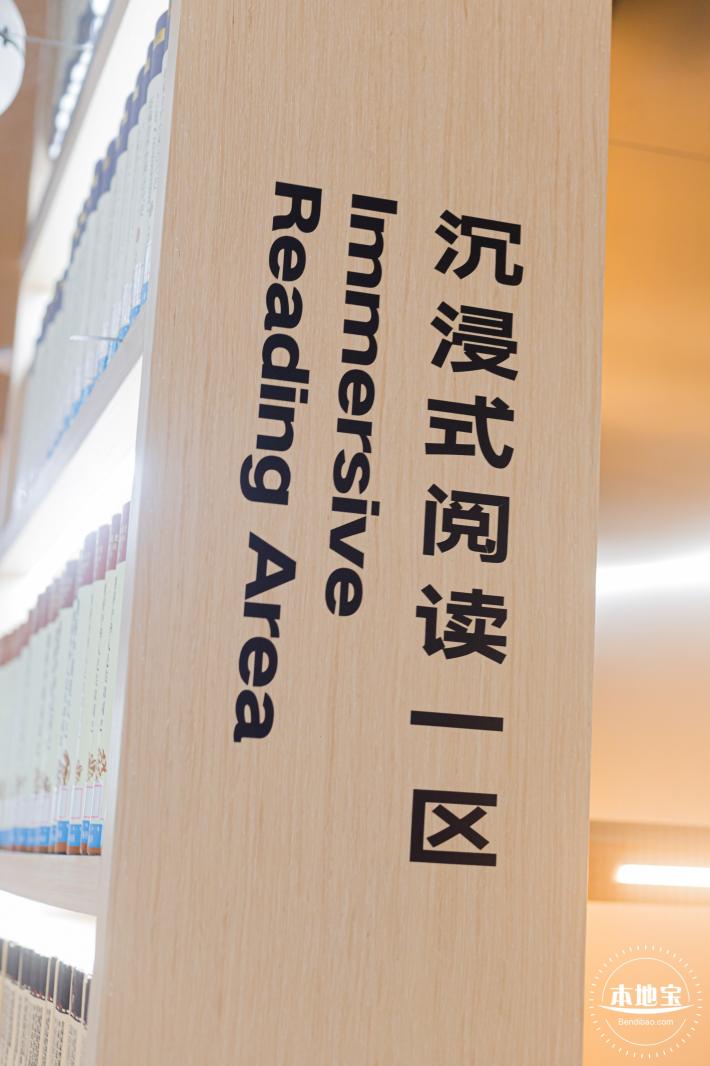 沉浸式阅读一区
Immersive
Reading Area
本地宝
Bendibao.com